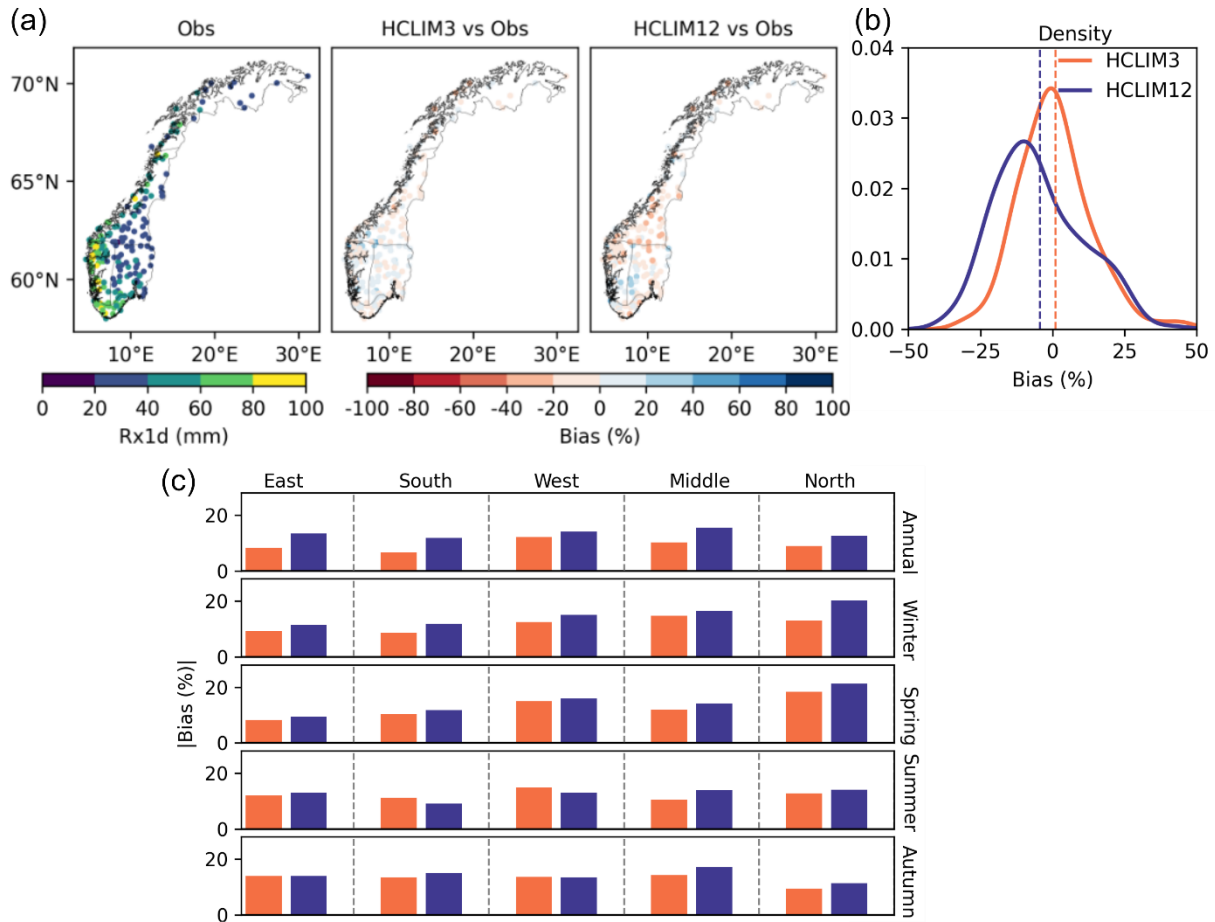 (a)
Obs
HCLIM3 vs Obs
HCLIM12 vs Obs
70°N
65°N
60°N
10°E 20°E 30°E
10°E 20°E 30°E
10°E 20°E 30°E
0 20 40 60 80 100
Rx1d (mm)
-100 -80 -60 -40 -20 0 20 40 60 80 100
Bias (%)
(b)
Density
HCLIM3
HCLIM12
0.04
0.03
0.02
0.01
0.00
−50 −25 0 25 50
Bias (%)
(c)
East South West Middle North
20
0
Annual
20
0
Winter
20
0
Spring
20
0
Summer
20
0
Autumn
|Bias (%)|